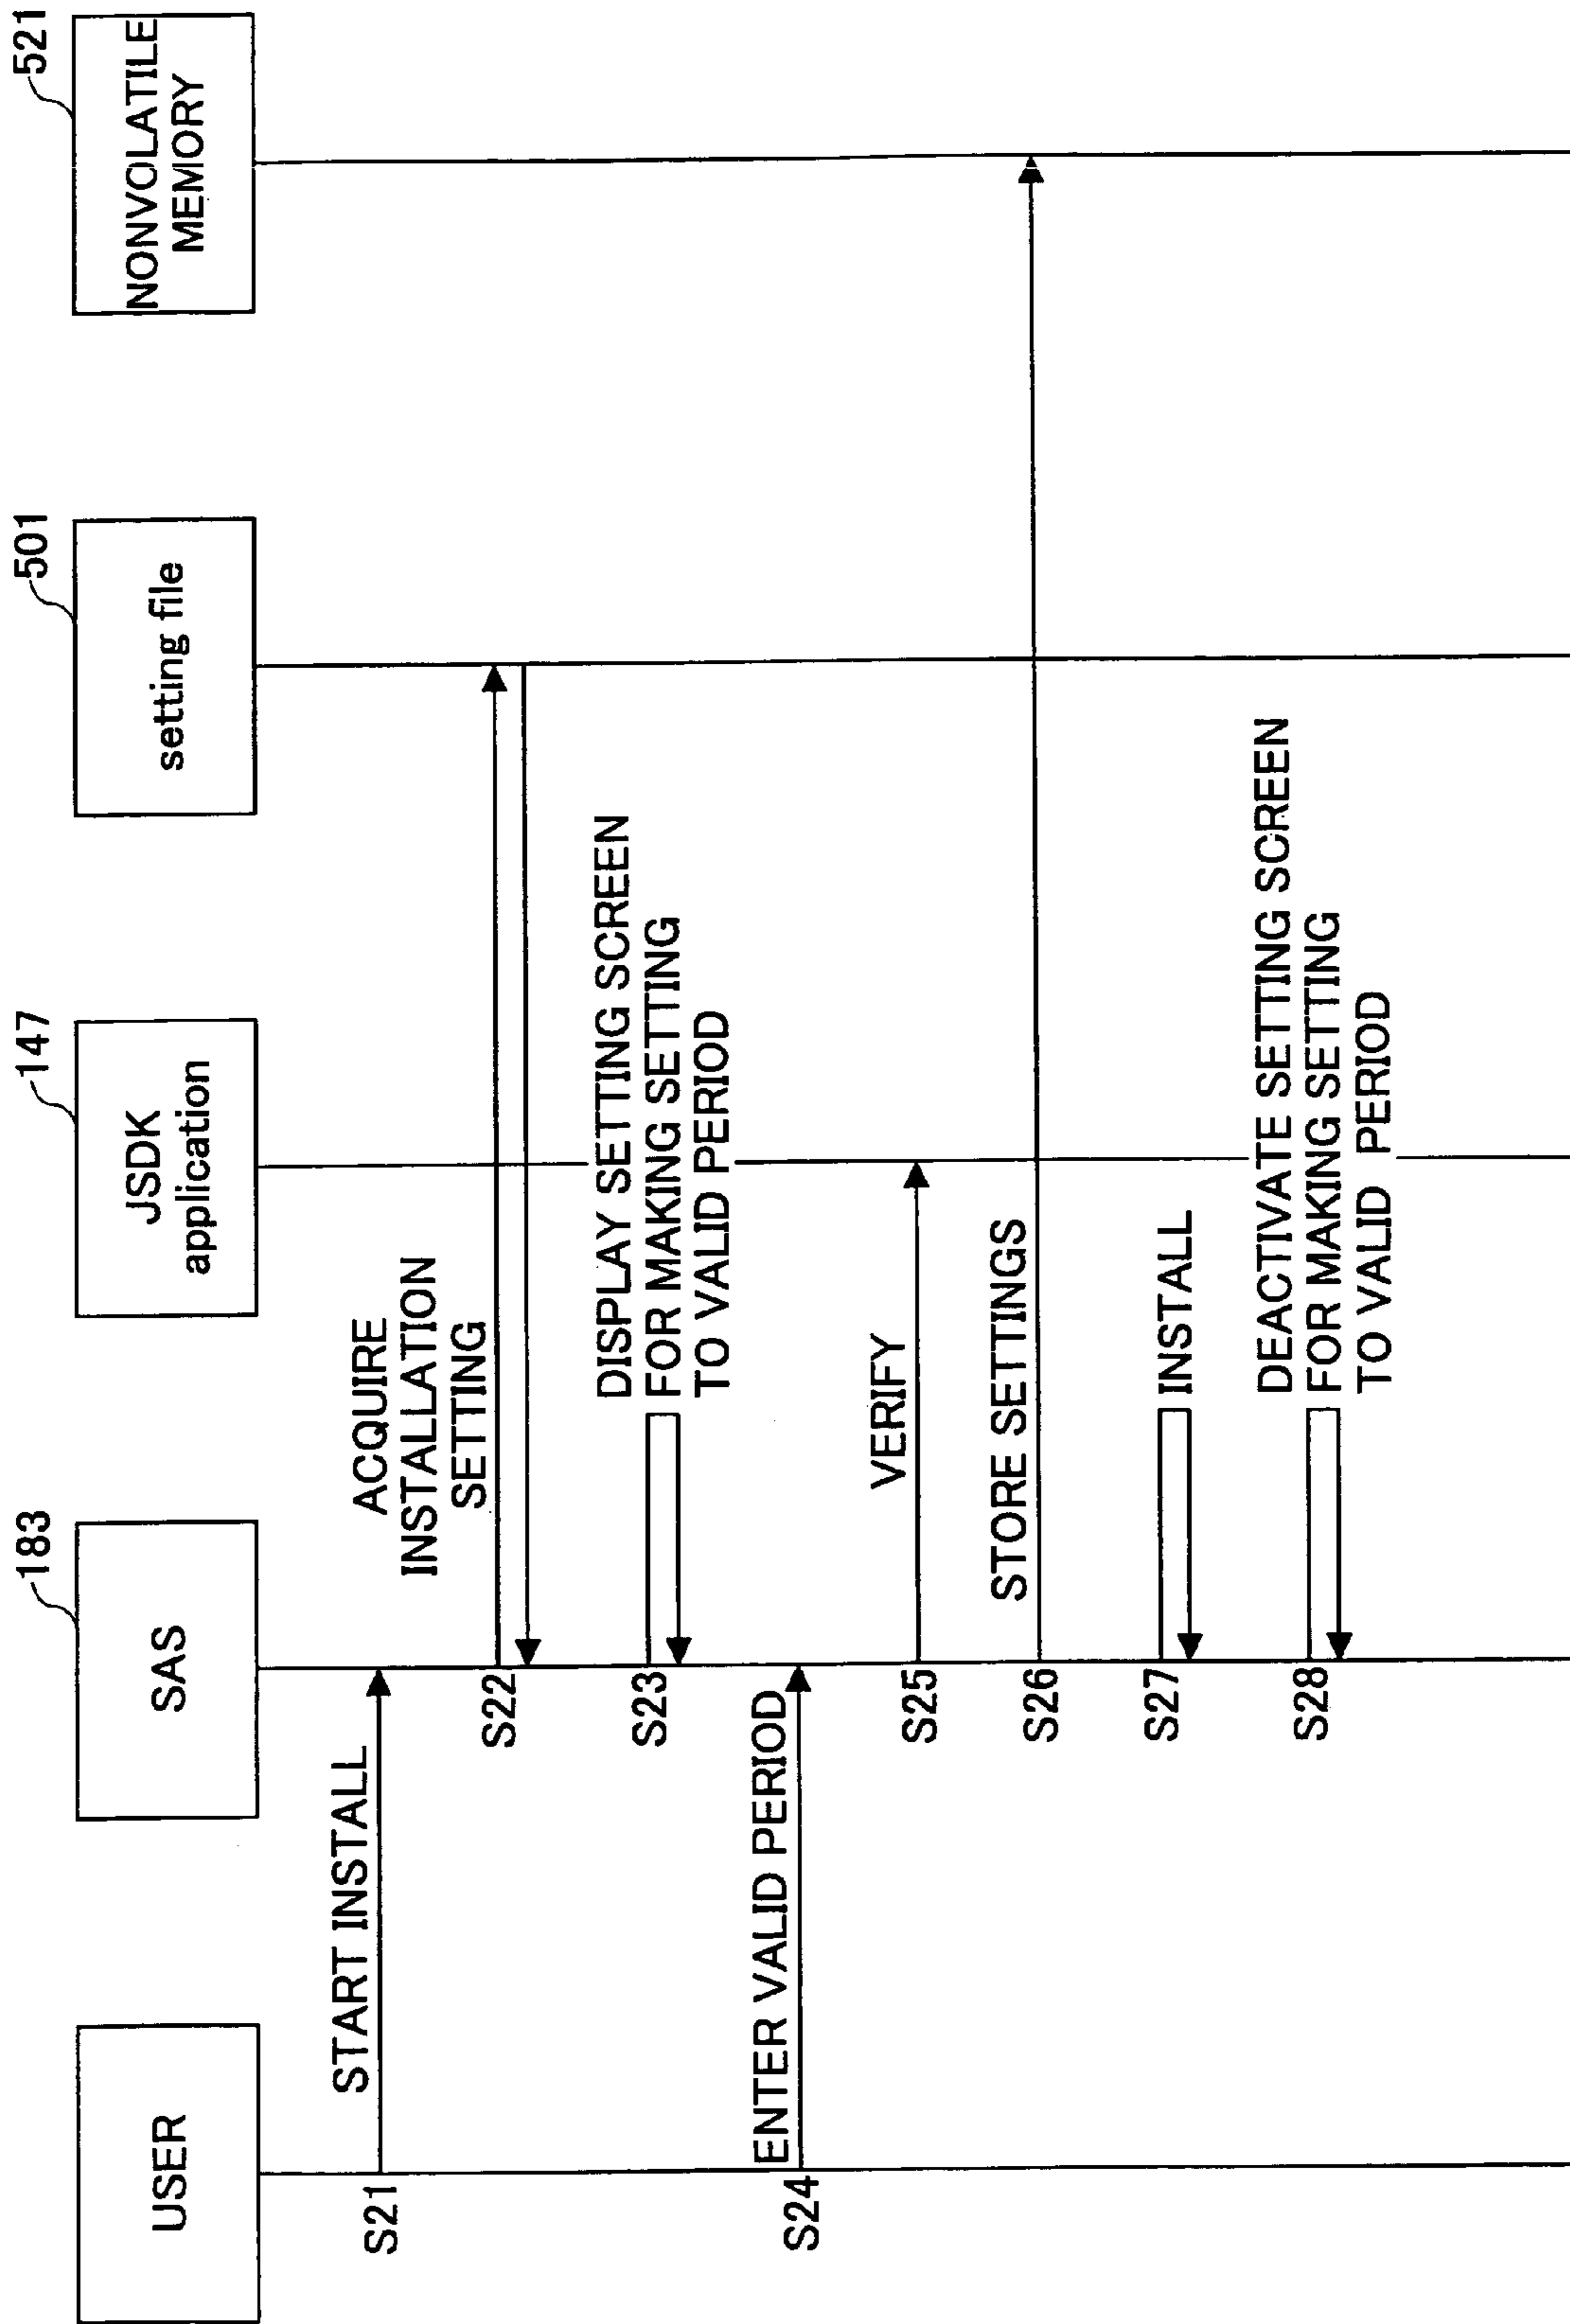 USER
SAS
183
JSDK
application
147
setting file
501
NONVOLATILE
MEMORY
521
S21
START INSTALL
ACQUIRE
INSTALLATION
SETTING
S22
DISPLAY SETTING SCREEN
FOR MAKING SETTING
TO VALID PERIOD
S23
S24
ENTER VALID PERIOD
VERIFY
S25
STORE SETTINGS
S26
INSTALL
S27
DEACTIVATE SETTING SCREEN
FOR MAKING SETTING
TO VALID PERIOD
S28